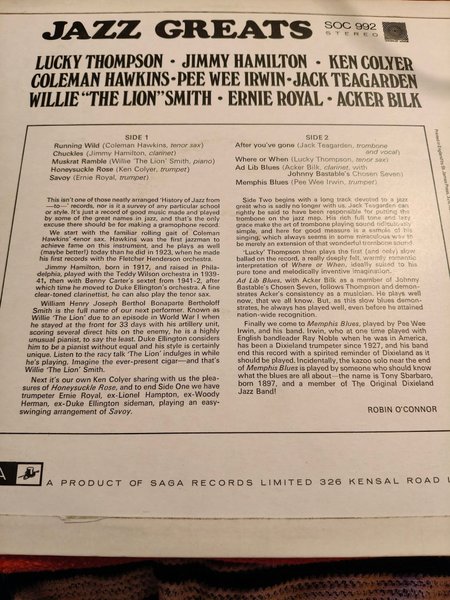 JAZZ GREATS
SOC 992
STEREO
LUCKY THOMPSON · JIMMY HAMILTON · KEN COLYER
COLEMAN HAWKINS·PEE WEE IRWIN·JACK TEAGARDEN
WILLIE "THE LION" SMITH · ERNIE ROYAL · ACKER BILK
SIDE 1
Running Wild (Coleman Hawkins, tenor sax)
Chuckles (Jimmy Hamilton, clarinet)
Muskrat Ramble (Willie 'The Lion' Smith, piano)
Honeysuckle Rose (Ken Colyer, trumpet)
Savoy (Ernie Royal, trumpet)
This isn't one of those neatly arranged 'History of Jazz from
—to—' records, nor is it a survey of any particular school
or style. It's just a record of good music made and played
by some of the great names in jazz, and that's the only
excuse there should be for making a gramophone record.
We start with the familiar rolling gait of Coleman
Hawkins' tenor sax. Hawkins was the first jazzman to
achieve fame on this instrument, and he plays as well
(maybe better!) today than he did in 1923, when he made
his first records with the Fletcher Henderson orchestra.
Jimmy Hamilton, born in 1917, and raised in Phila-
delphia, played with the Teddy Wilson orchestra in 1939-
41, then with Benny Carter's sextet from 1941-2, after
which time he moved to Duke Ellington's orchestra. A fine
clear-toned clarinettist, he can also play the tenor sax.
William Henry Joseph Berthol Bonaparte Bertholoff
Smith is the full name of our next performer. Known as
Willie 'The Lion' due to an episode in World War I when
he stayed at the front for 33 days with his artillery unit,
scoring several direct hits on the enemy, he is a highly
unusual pianist, to say the least. Duke Ellington considers
him to be a pianist without equal and his style is certainly
unique. Listen to the racy talk 'The Lion' indulges in while
he's playing. Imagine the ever-present cigar—and that's
Willie 'The Lion' Smith.
Next it's our own Ken Colyer sharing with us the plea-
sures of Honeysuckle Rose, and to end Side One we have
trumpeter Ernie Royal, ex-Lionel Hampton, ex-Woody
Herman, ex-Duke Ellington sideman, playing an easy-
swinging arrangement of Savoy.
SIDE 2
After you've gone (Jack Teagarden, trombone
and vocal)
Where or When (Lucky Thompson, tenor sax)
Ad Lib Blues (Acker Bilk, clarinet, with
Johnny Bastable's Chosen Seven)
Memphis Blues (Pee Wee Irwin, trumpet)
Side Two begins with a long track devoted to a jazz
great who is sadly no longer with us. Jack Teagarden can
rightly be said to have been responsible for putting the
trombone on the jazz map. His rich full tone and lazy
grace make the art of trombone playing sound ridiculously
simple, and here for good measure is a sample of his
singing, which always seems in some miraculous way to
be merely an extension of that wonderful trombone sound.
'Lucky' Thompson then plays the first (and only) slow
ballad on the record, a really deeply felt, warmly romantic
interpretation of Where or When, ideally suited to his
pure tone and melodically inventive imagination.
Ad Lib Blues, with Acker Bilk as a member of Johnny
Bastable's Chosen Seven, follows Thompson and demon-
strates Acker's consistency as a musician. He plays well
now, that we all know. But, as this slow blues demon-
strates, he always has played well, even before he attained
nation-wide recognition.
Finally we come to Memphis Blues, played by Pee Wee
Irwin, and his band. Irwin, who at one time played with
English bandleader Ray Noble when he was in America,
has been a Dixieland trumpeter since 1927, and his band
end this record with a spirited reminder of Dixieland as it
should be played. Incidentally, the kazoo solo near the end
of Memphis Blues is played by someone who should know
what the blues are all about—the name is Tony Sbarbaro,
born 1897, and a member of The Original Dixieland
Jazz Band!
ROBIN O'CONNOR
A PRODUCT OF SAGA RECORDS LIMITED 326 KENSAL ROAD